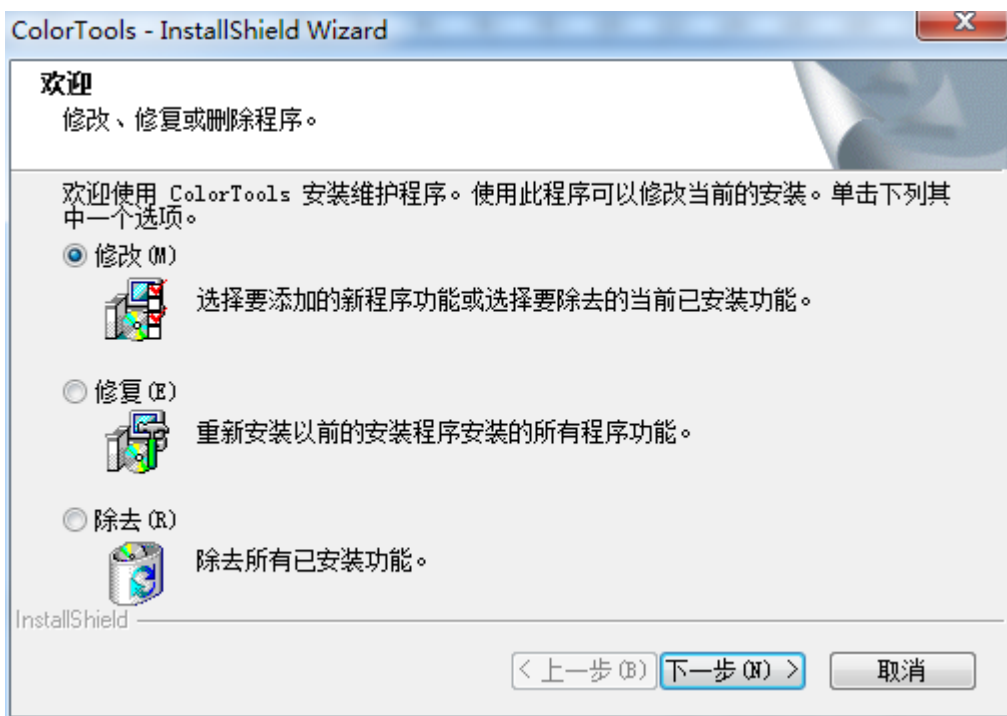 ColorTools - InstallShield Wizard
欢迎
修改、修复或删除程序。
欢迎使用 ColorTools 安装维护程序。使用此程序可以修改当前的安装。单击下列其
中一个选项。
修改(M)
选择要添加的新程序功能或选择要除去的当前已安装功能。
修复(E)
重新安装以前的安装程序安装的所有程序功能。
除去(R)
除去所有已安装功能。
InstallShield
< 上一步(B) 下一步(N) > 取消